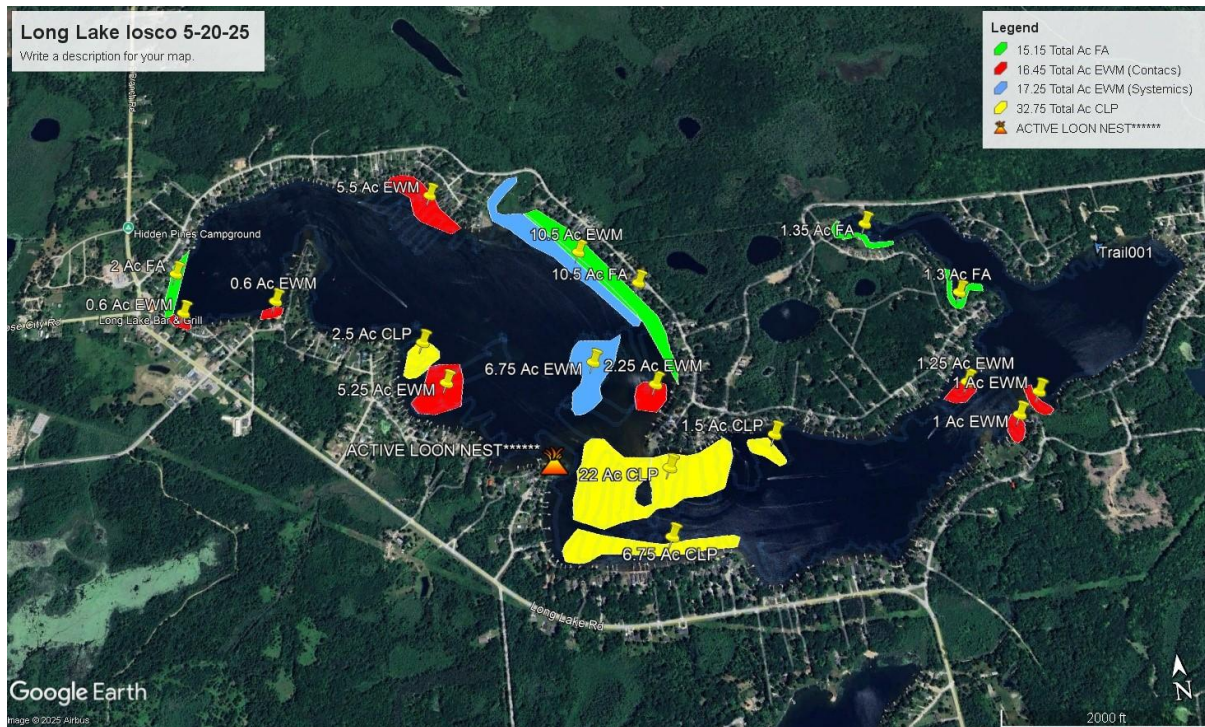 Long Lake Iosco 5-20-25
Write a description for your map.
Legend
15.15 Total Ac FA
16.45 Total Ac EWM (Contacs)
17.25 Total Ac EWM (Systemics)
32.75 Total Ac CLP
ACTIVE LOON NEST******
5.5 Ac EWM
Hidden Pines Campground
10.5 Ac EWM
10.5 Ac FA
1.35 Ac FA
Trail001
2 Ac FA
1.3 Ac FA
0.6 Ac EWM
0.6 Ac EWM
Long Lake Bar & Grill
2.5 Ac CLP
5.25 Ac EWM
6.75 Ac EWM
2.25 Ac EWM
1.25 Ac EWM
1 Ac EWM
1 Ac EWM
1.5 Ac CLP
ACTIVE LOON NEST******
22 Ac CLP
6.75 Ac CLP
Long Lake Rd
Google Earth
Image © 2025 Airbus
2000 ft
N